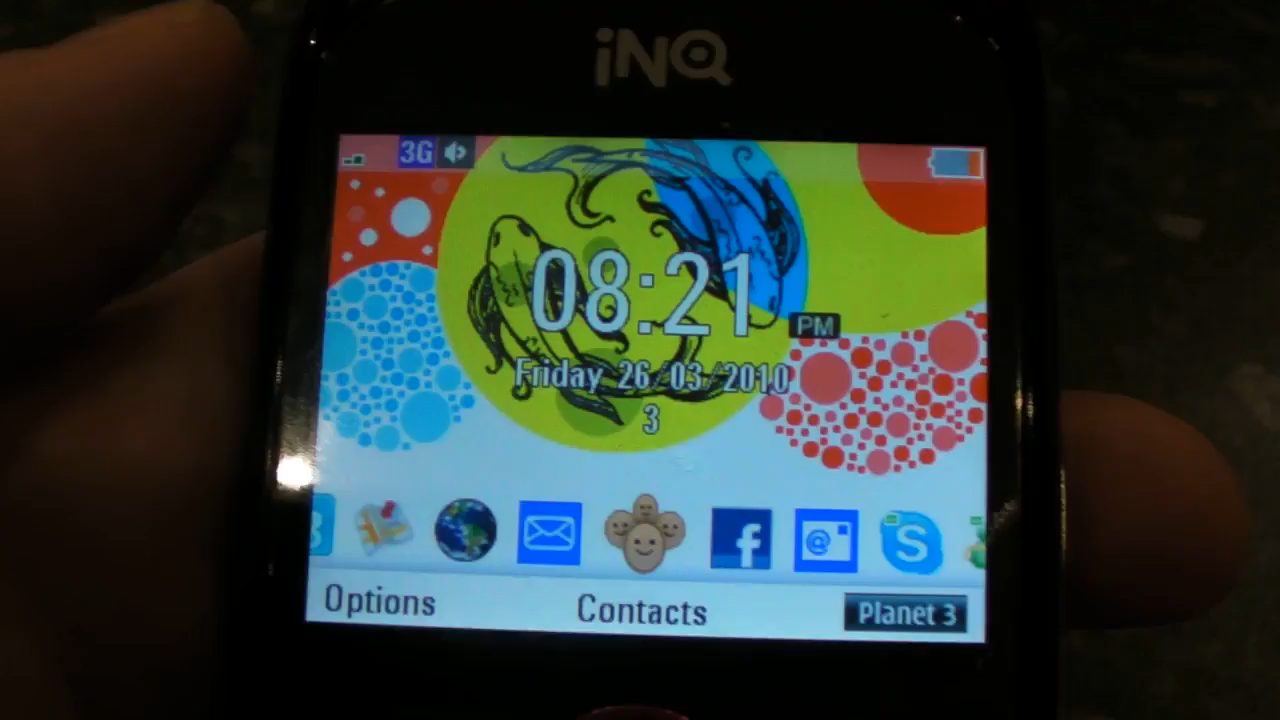 iNQ
3G
08:21
PM
Friday 26/03/2010
3
f
@
S
Options
Contacts
Planet 3